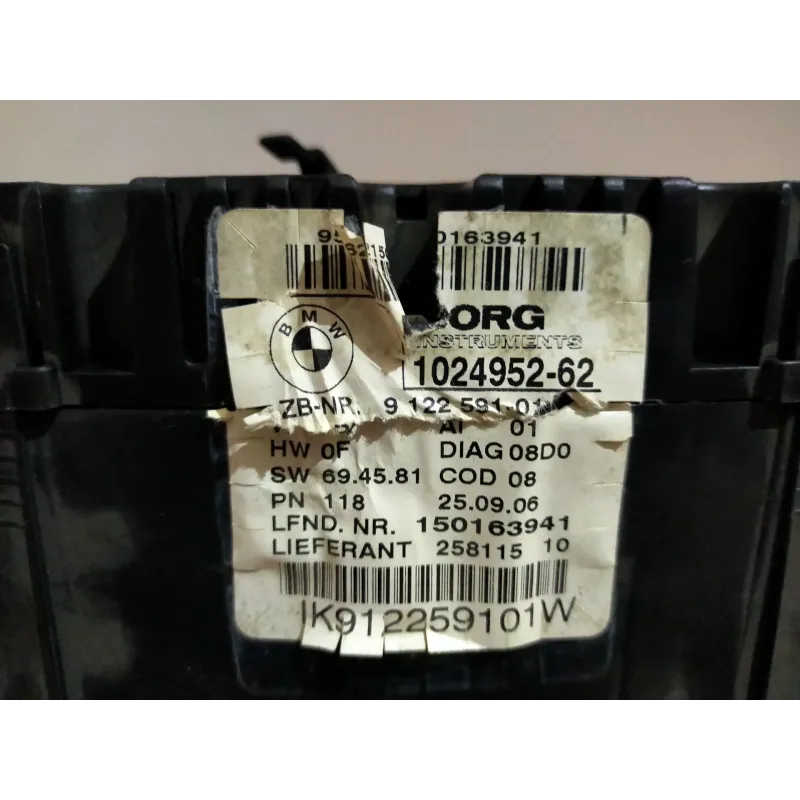 0163941
BMW
ORG
INSTRUMENTS
1024952-62
ZB-NR. 9 122 591-01
01
HW 0F DIAG 08D0
SW 69.45.81 COD 08
PN 118 25.09.06
LFND. NR. 150163941
LIEFERANT 258115 10
K912259101W